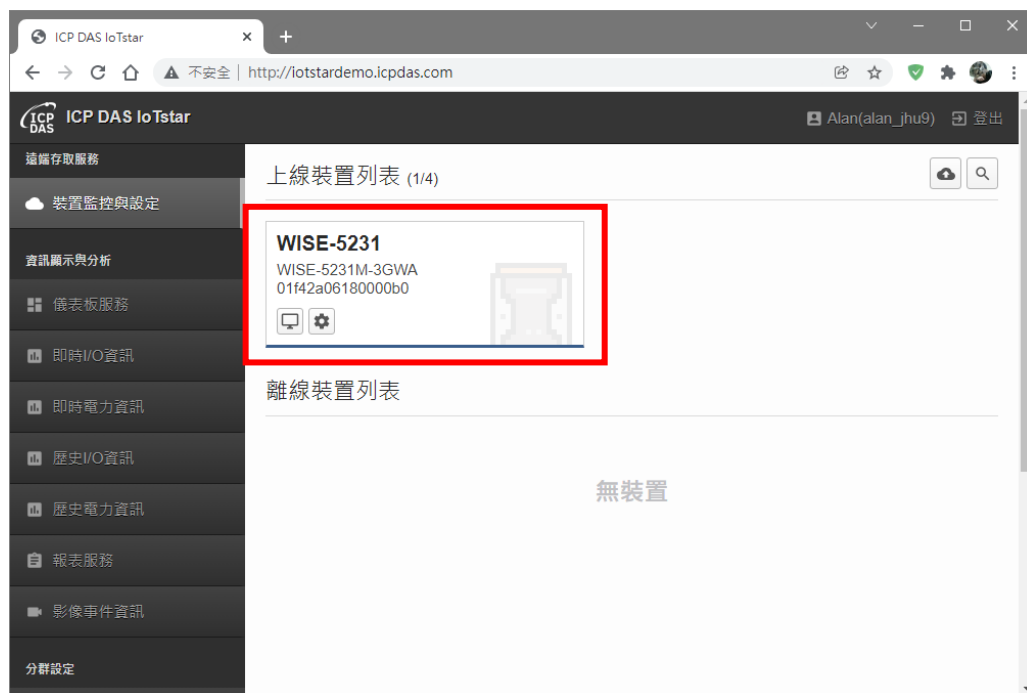 ICP DAS IoTstar
不安全
http://iotstardemo.icpdas.com
ICP DAS
ICP DAS IoTstar
Alan(alan_jhu9)
登出
遠端存取服務
裝置監控與設定
資訊顯示與分析
儀表板服務
即時I/O資訊
即時電力資訊
歷史I/O資訊
歷史電力資訊
報表服務
影像事件資訊
分群設定
上線裝置列表 (1/4)
WISE-5231
WISE-5231M-3GWA
01f42a06180000b0
離線裝置列表
無裝置